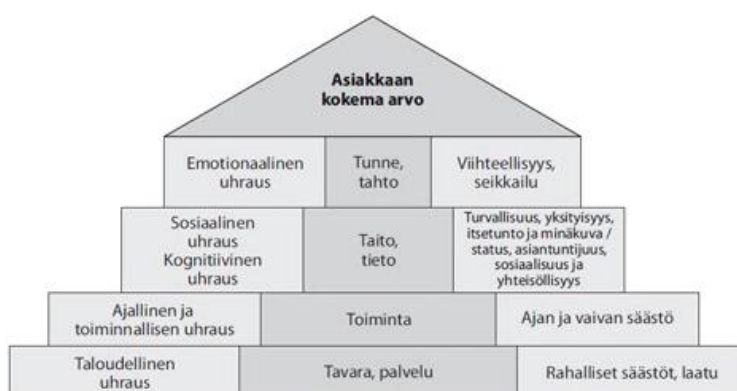 Asiakkaan
kokema arvo
Emotionaalinen
uhraus
Tunne,
tahto
Viihteellisyys,
seikkailu
Sosiaalinen
uhraus
Kognitiivinen
uhraus
Taito,
tieto
Turvallisuus, yksityisyys,
itsetunto ja minäkuva /
status, asiantuntijuus,
sosiaalisuus ja
yhteisöllisyys
Ajallinen ja
toiminnallisen uhraus
Toiminta
Ajan ja vaivan säästö
Taloudellinen
uhraus
Tavara, palvelu
Rahalliset säästöt, laatu